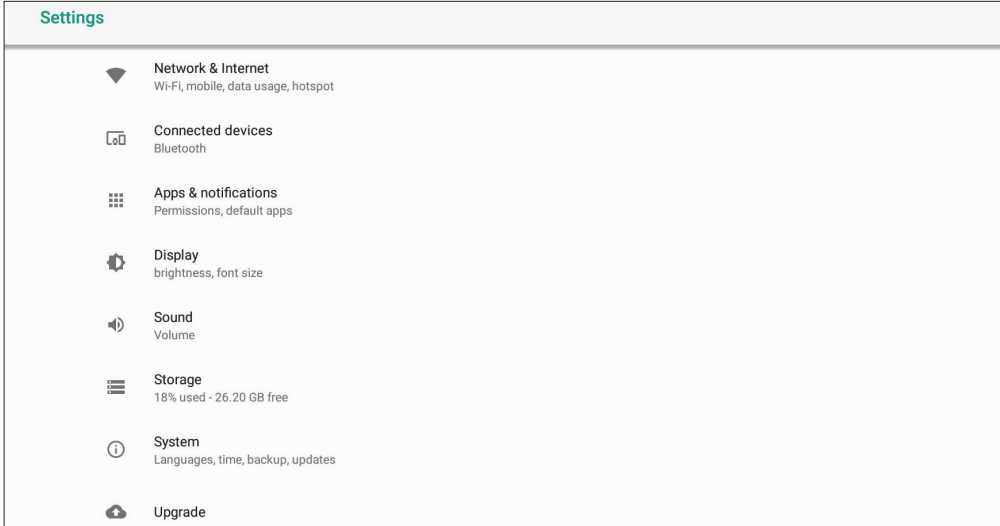 Settings
Network & Internet
Wi-Fi, mobile, data usage, hotspot
Connected devices
Bluetooth
Apps & notifications
Permissions, default apps
Display
brightness, font size
Sound
Volume
Storage
18% used - 26.20 GB free
System
Languages, time, backup, updates
Upgrade